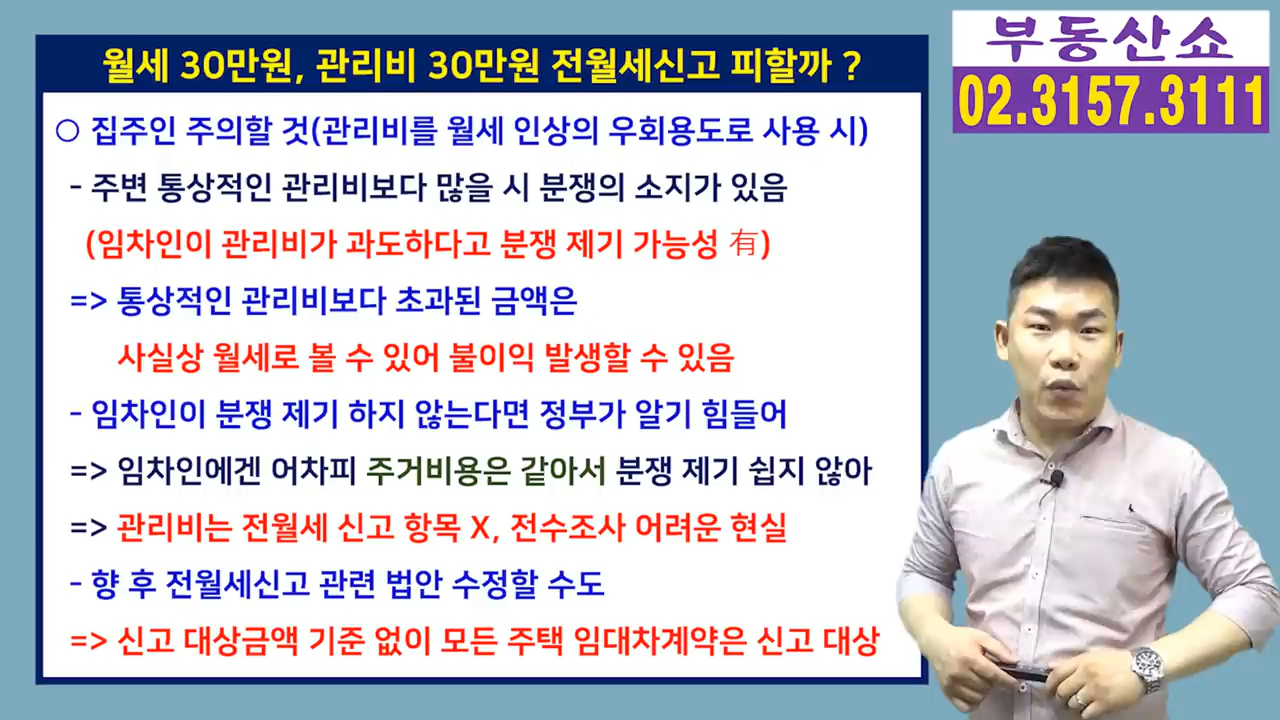 월세 30만원, 관리비 30만원 전월세신고 피할까 ?
부동산쇼
02.3157.3111
○ 집주인 주의할 것(관리비를 월세 인상의 우회용도로 사용 시)
- 주변 통상적인 관리비보다 많을 시 분쟁의 소지가 있음
(임차인이 관리비가 과도하다고 분쟁 제기 가능성 有)
=> 통상적인 관리비보다 초과된 금액은
사실상 월세로 볼 수 있어 불이익 발생할 수 있음
- 임차인이 분쟁 제기 하지 않는다면 정부가 알기 힘들어
=> 임차인에겐 어차피 주거비용은 같아서 분쟁 제기 쉽지 않아
=> 관리비는 전월세 신고 항목 X, 전수조사 어려운 현실
- 향 후 전월세신고 관련 법안 수정할 수도
=> 신고 대상금액 기준 없이 모든 주택 임대차계약은 신고 대상